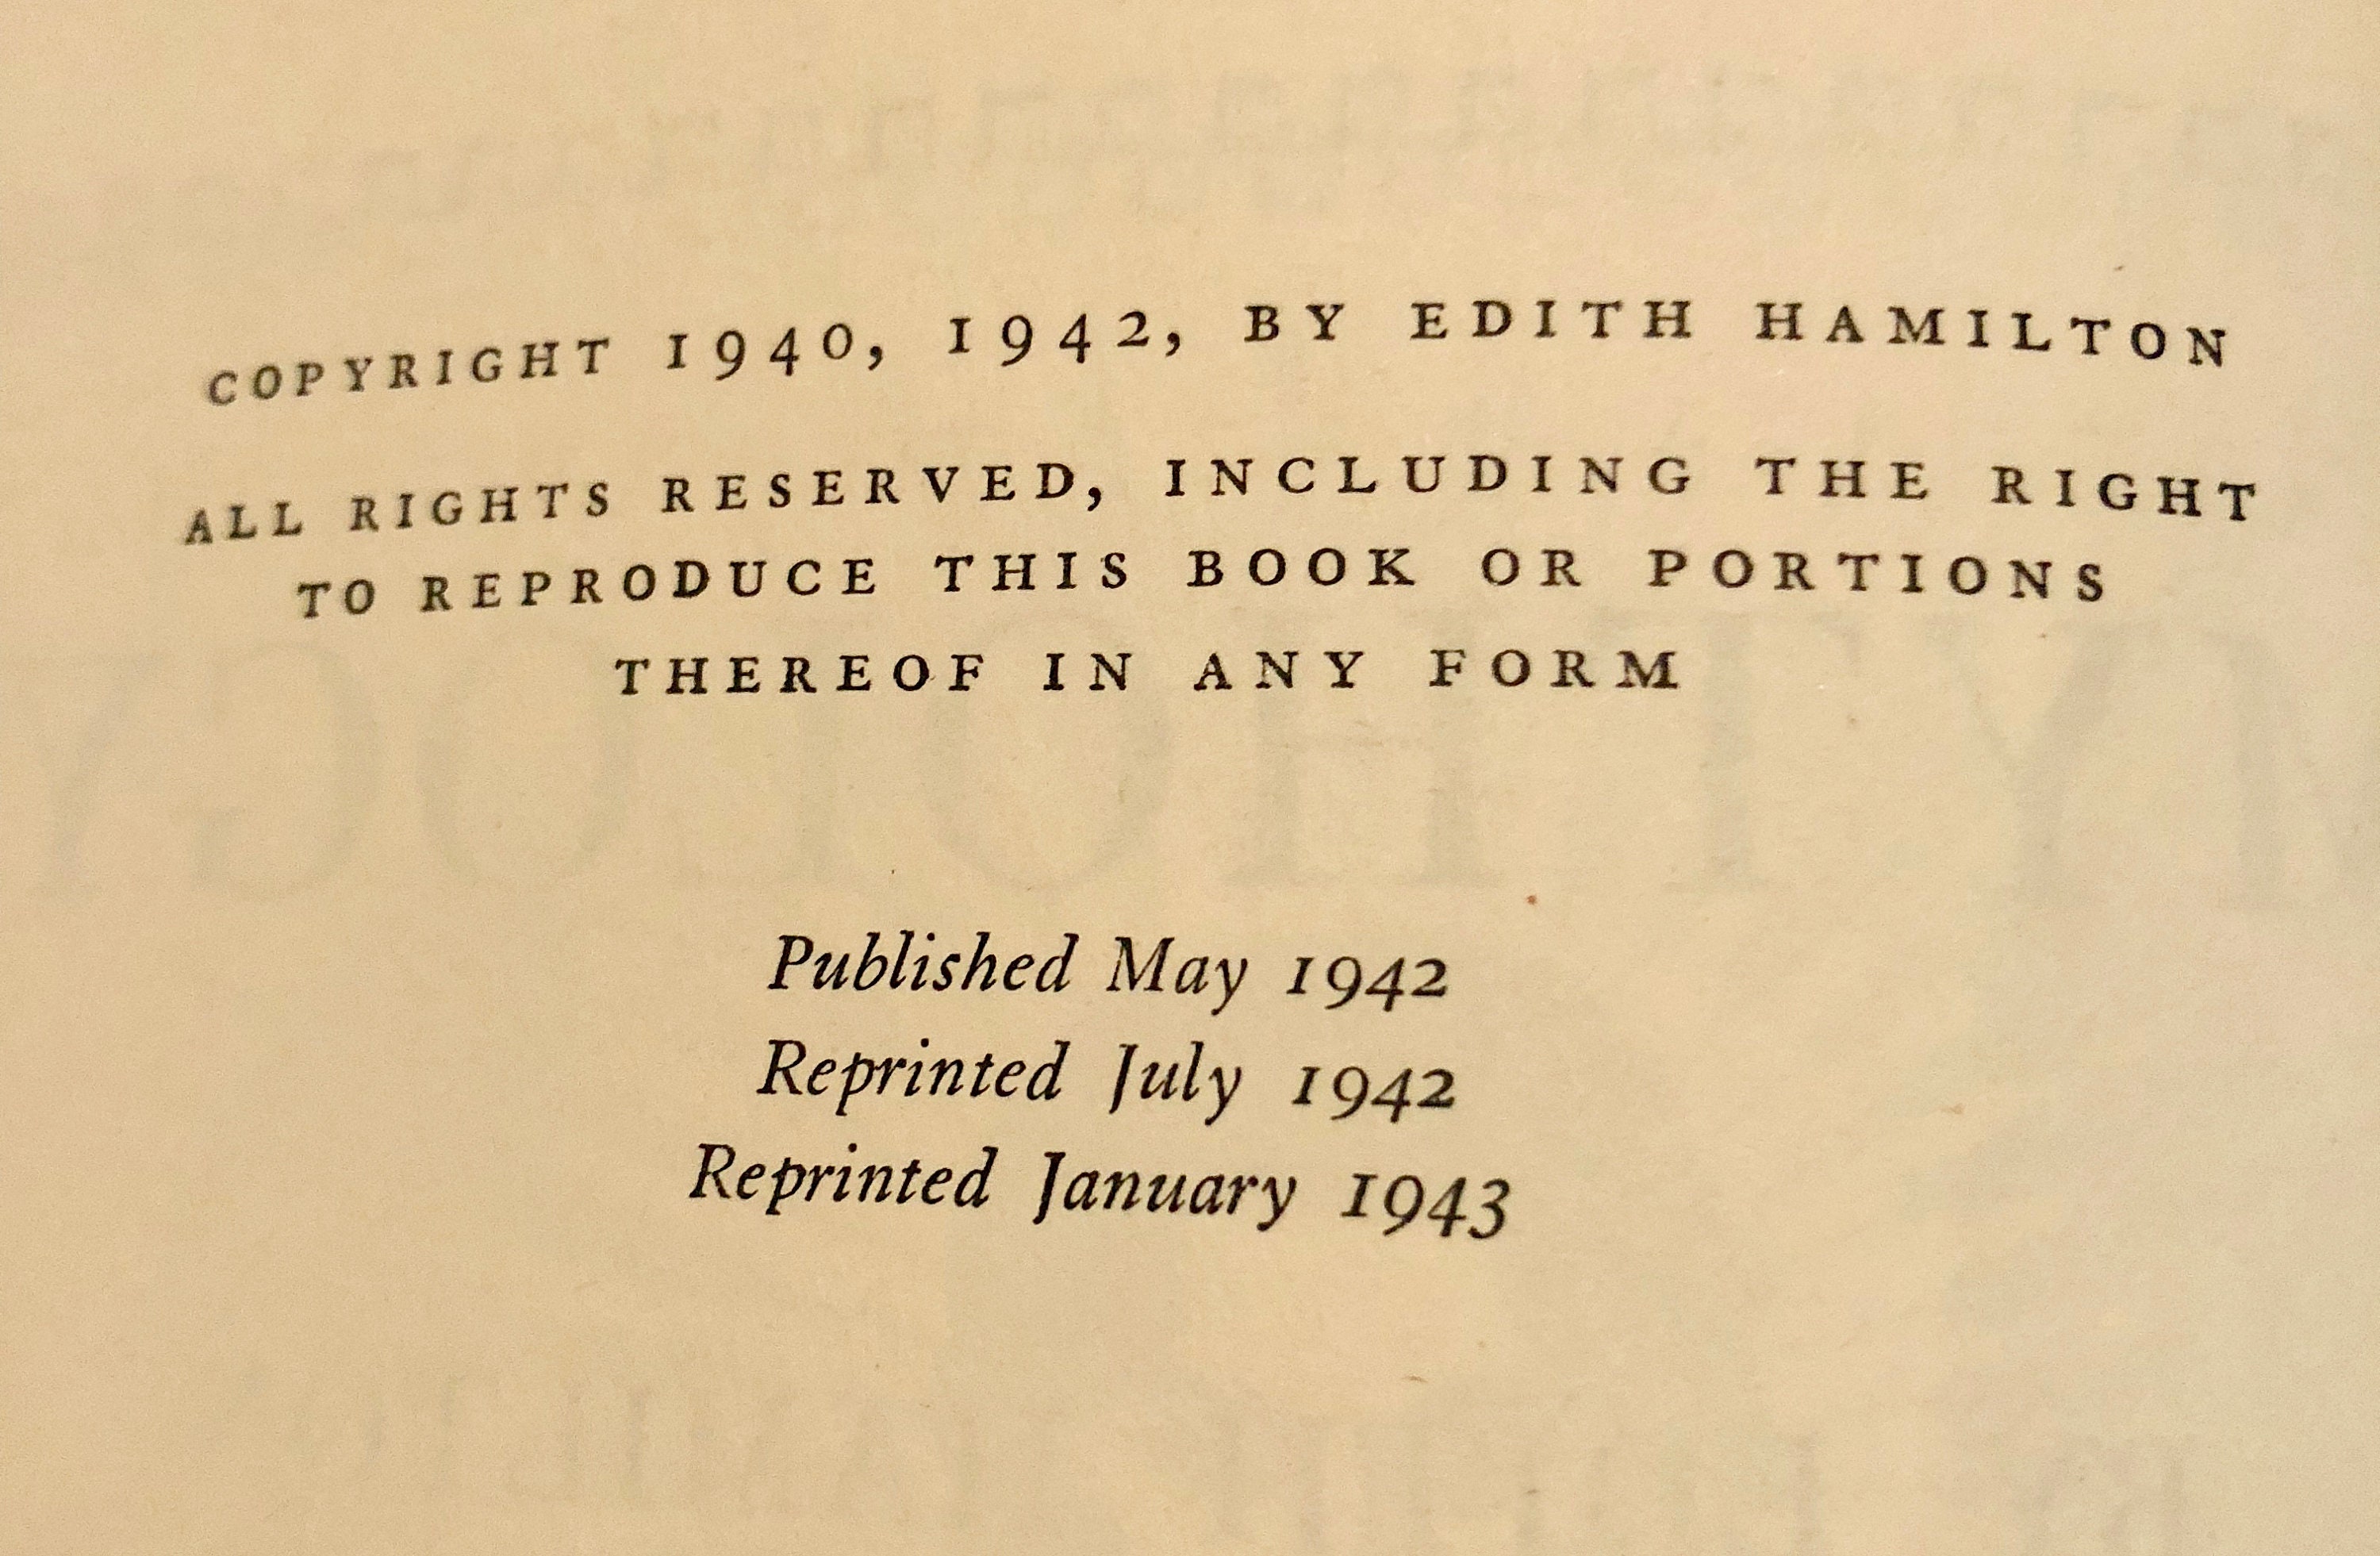 COPYRIGHT 1940, 1942, BY EDITH HAMILTON
ALL RIGHTS RESERVED, INCLUDING THE RIGHT
TO REPRODUCE THIS BOOK OR PORTIONS
THEREOF IN ANY FORM
Published May 1942
Reprinted July 1942
Reprinted January 1943